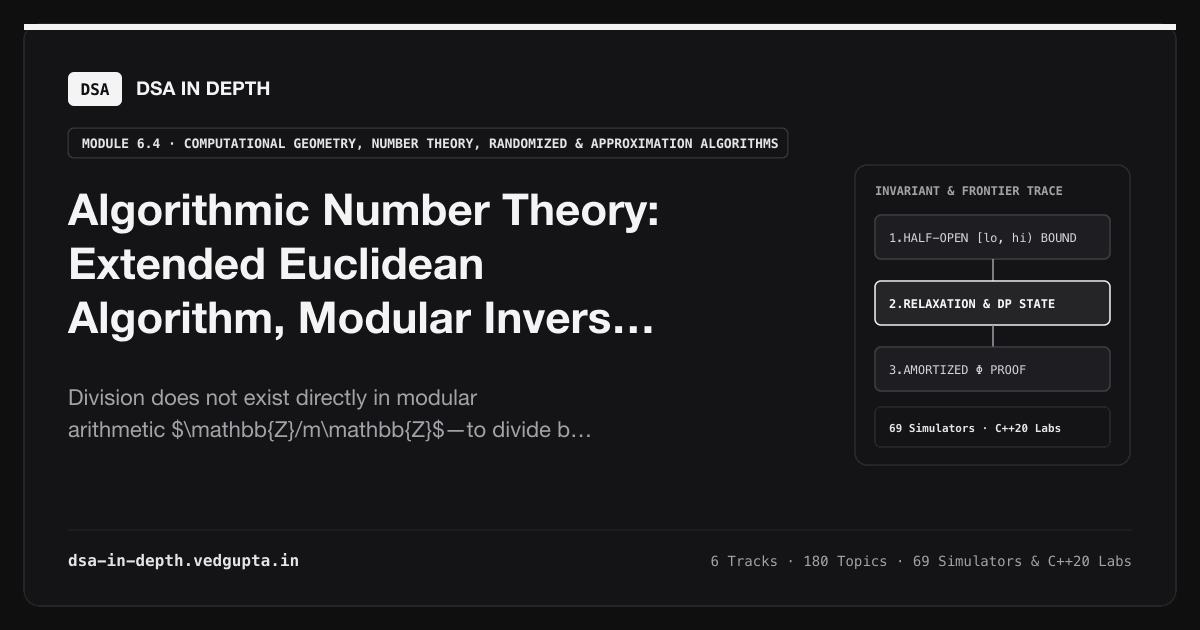 DSA
DSA IN DEPTH
MODULE 6.4 · COMPUTATIONAL GEOMETRY, NUMBER THEORY, RANDOMIZED & APPROXIMATION ALGORITHMS
Algorithmic Number Theory:
Extended Euclidean
Algorithm, Modular Invers...
Division does not exist directly in modular
arithmetic $\mathbb{Z}/m\mathbb{Z}$—to divide b...
INVARIANT & FRONTIER TRACE
1.HALF-OPEN [lo, hi) BOUND
2.RELAXATION & DP STATE
3.AMORTIZED Φ PROOF
69 Simulators · C++20 Labs
dsa-in-depth.vedgupta.in
6 Tracks · 180 Topics · 69 Simulators & C++20 Labs